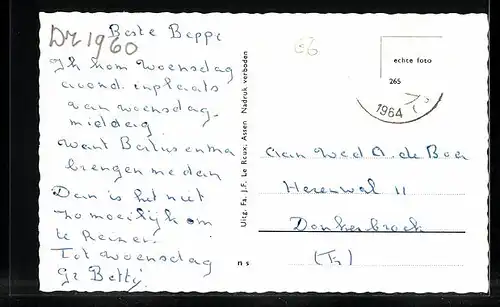 Dr 1960
Beste Beppe
Ik kom woensdag
avond inplaats
van woensdag-
middag.
Want Bertus en ma
brengen me dan
Dan is het niet
zo moeilijk om
te Reinen.
Tot woensdag
Gr Betty.
Uitg. Fa. J.F. Le Roux, Assen Nadruk verboden
n s
echte foto
265
1964
Aan Wed A. de Boer
Herenwal 11
Donkerbroek
(Fr)